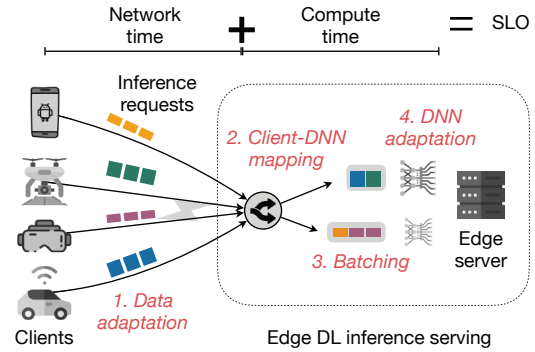 Network
time
+
Compute
time
= SLO
Inference
requests
2. Client-DNN
mapping
4. DNN
adaptation
3. Batching
Edge
server
1. Data
adaptation
Clients
Edge DL inference serving